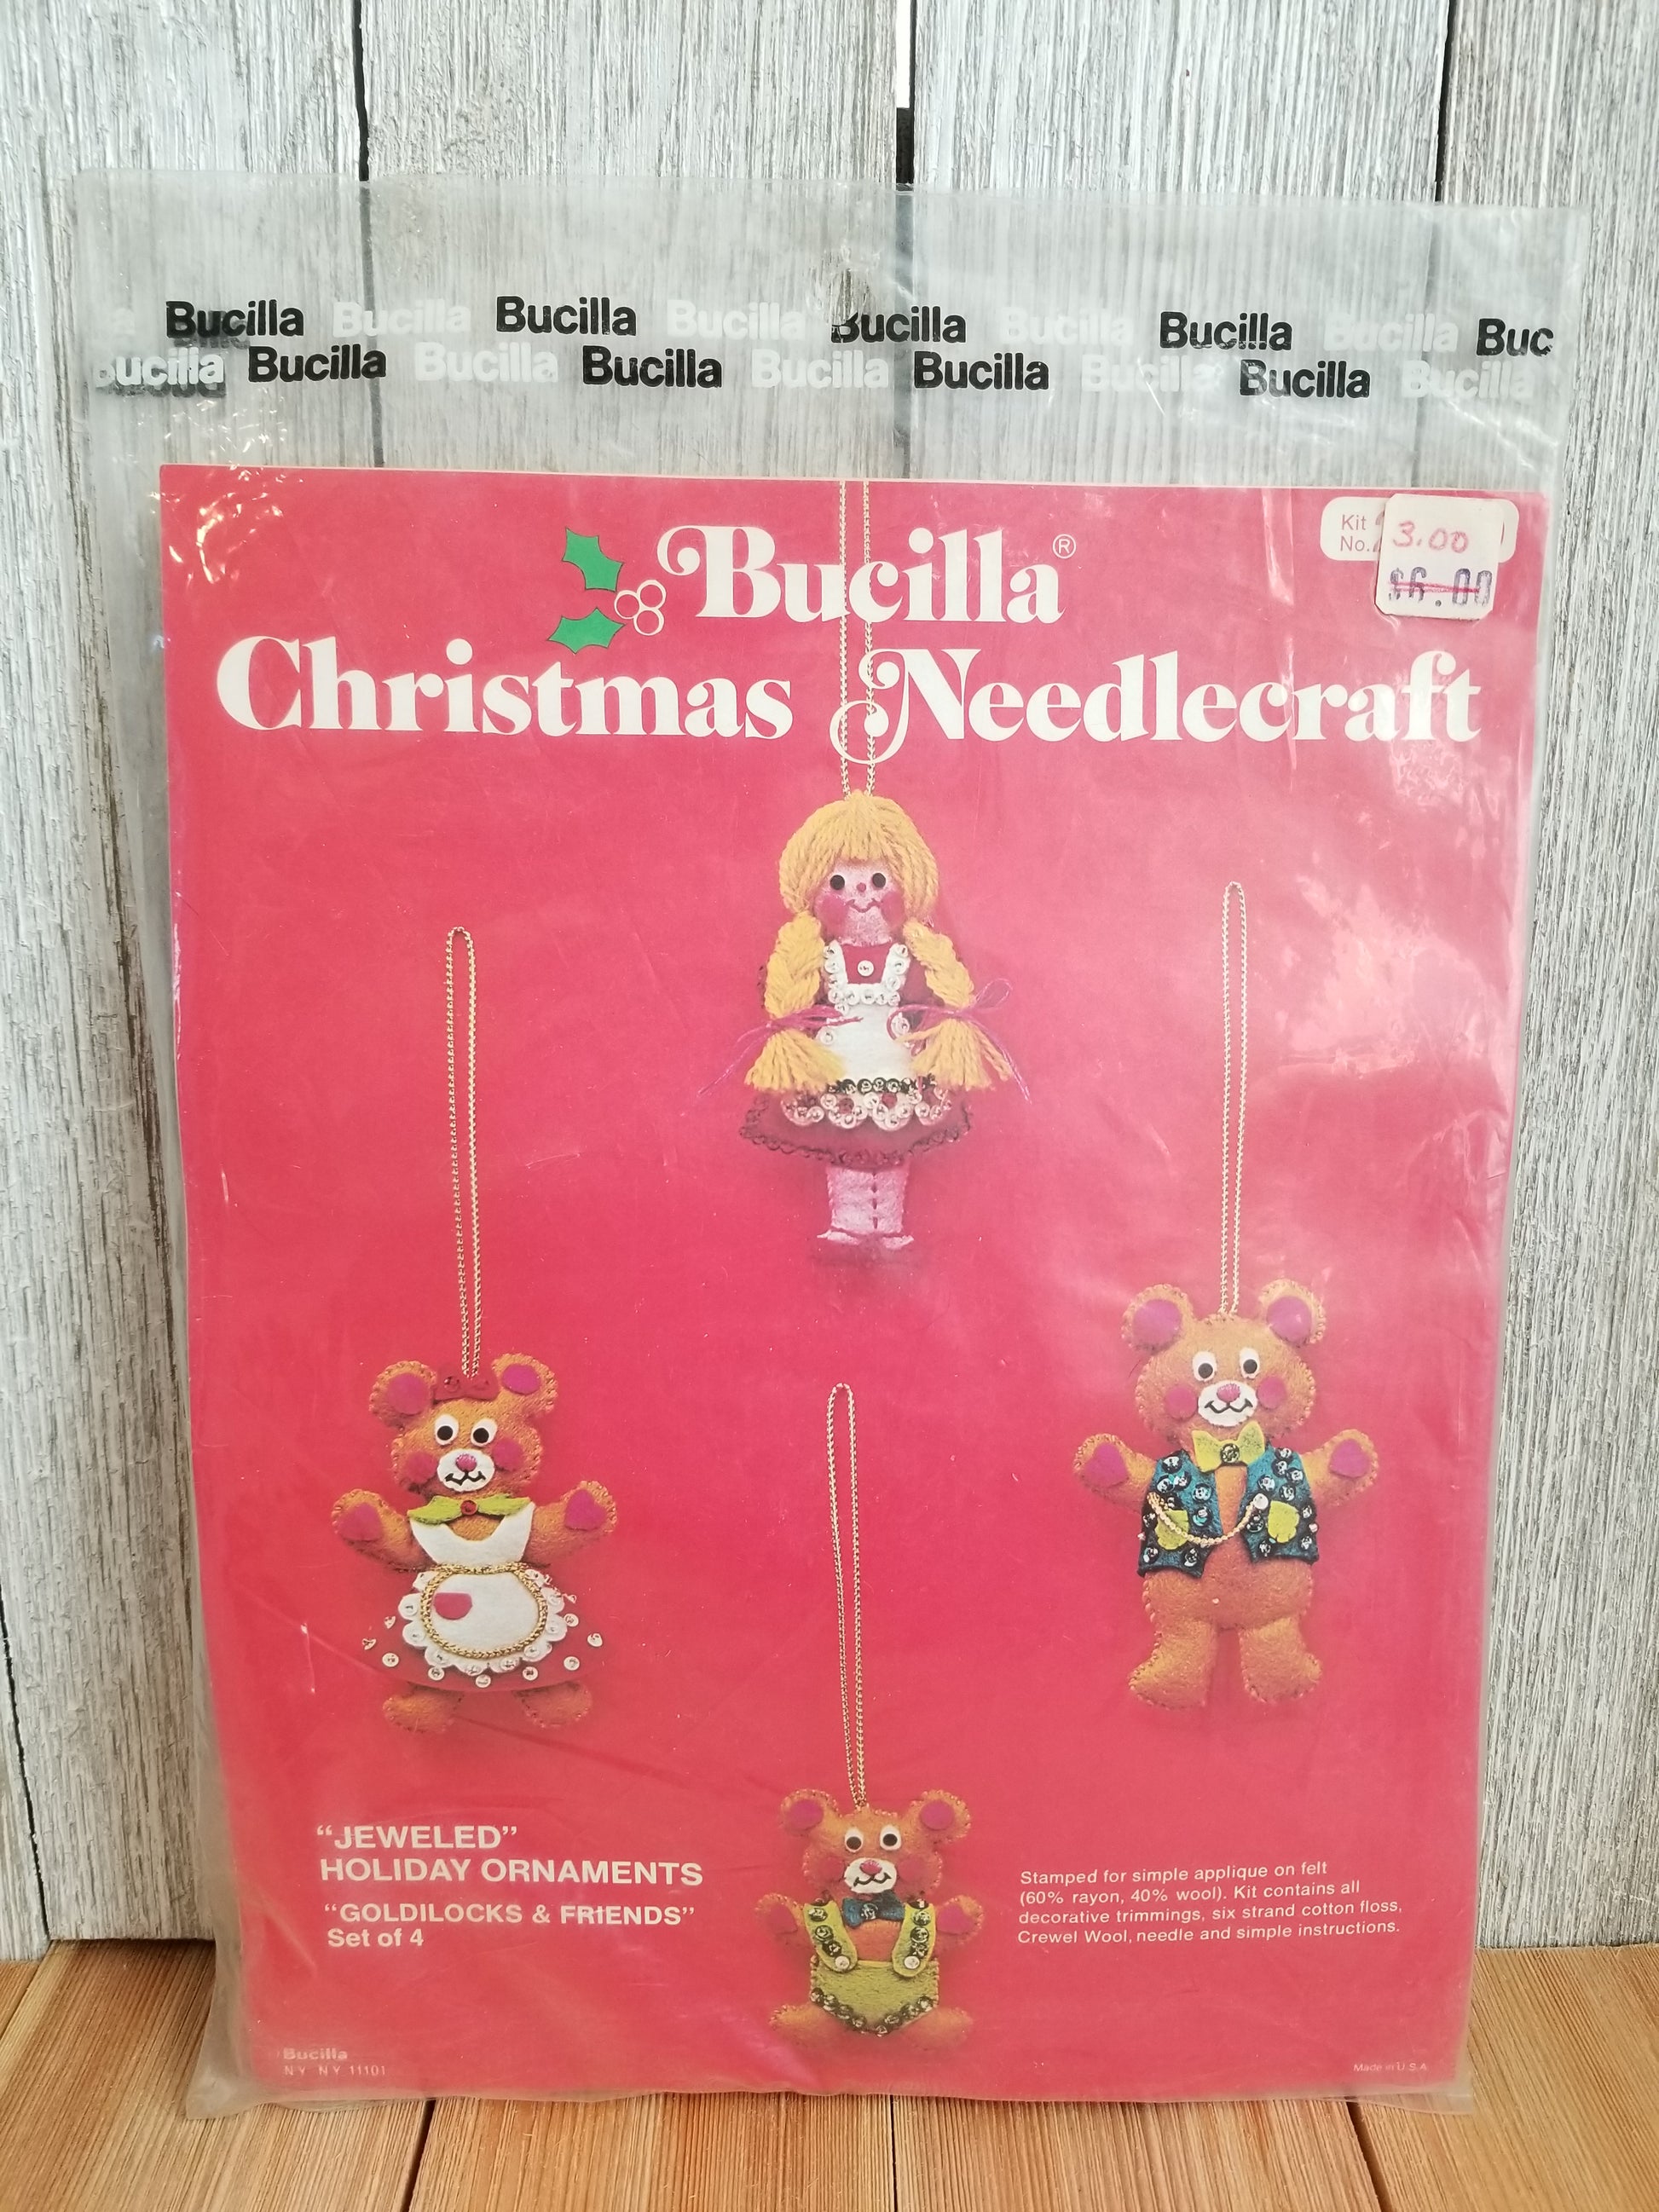 Bucilla Bucilla Bucilla Bucilla Bucilla Bucilla Bucilla Bucilla Buc
ucilla Bucilla Bucilla Bucilla Bucilla Bucilla Bucilla Bucilla Bucilla
Bucilla®
Christmas Needlecraft
Kit
No.
3.00
$6.00
"JEWELED"
HOLIDAY ORNAMENTS
"GOLDILOCKS & FRIENDS"
Set of 4
Stamped for simple applique on felt
(60% rayon, 40% wool). Kit contains all
decorative trimmings, six strand cotton floss,
Crewel Wool, needle and simple instructions.
Bucilla
N Y N Y 11101
Made in U.S.A.